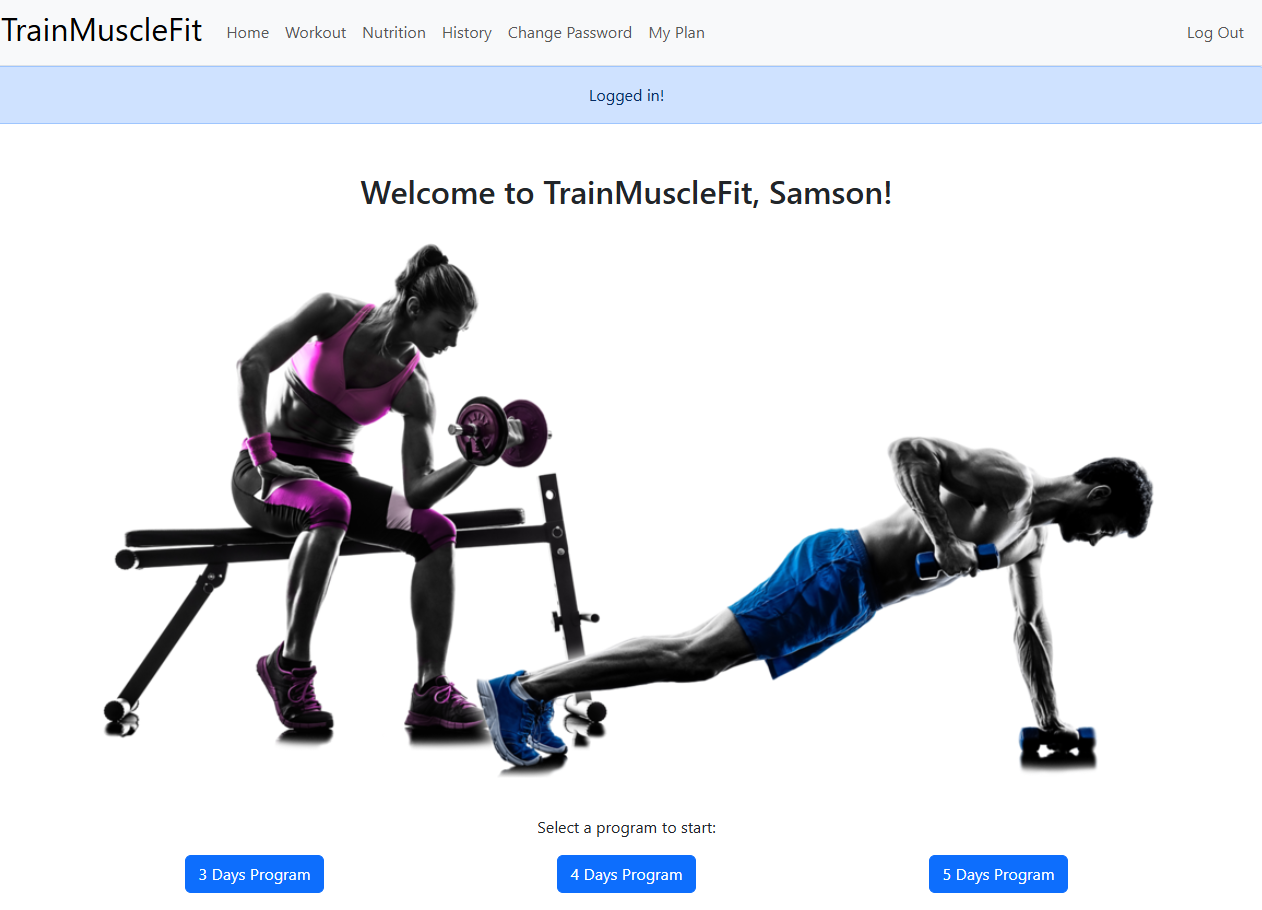 TrainMuscleFit Home Workout Nutrition History Change Password My Plan Log Out
Logged in!
Welcome to TrainMuscleFit, Samson!
Select a program to start:
3 Days Program 4 Days Program 5 Days Program